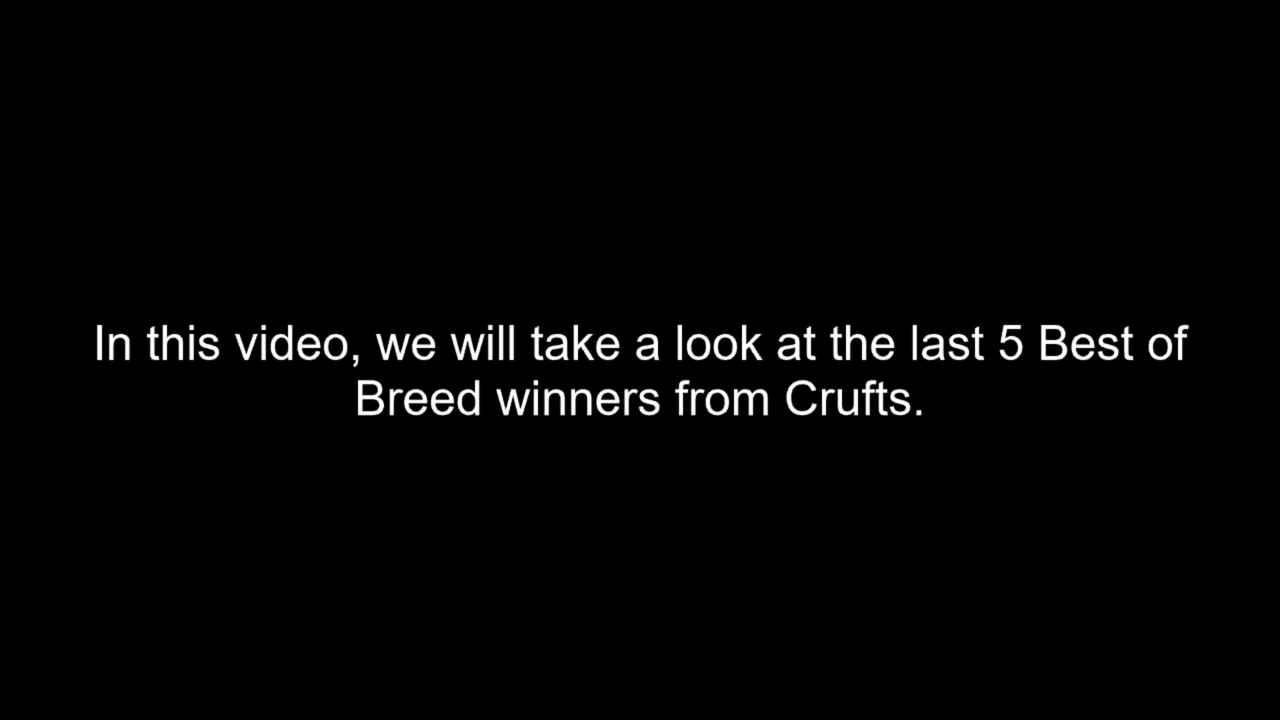 In this video, we will take a look at the last 5 Best of
Breed winners from Crufts.